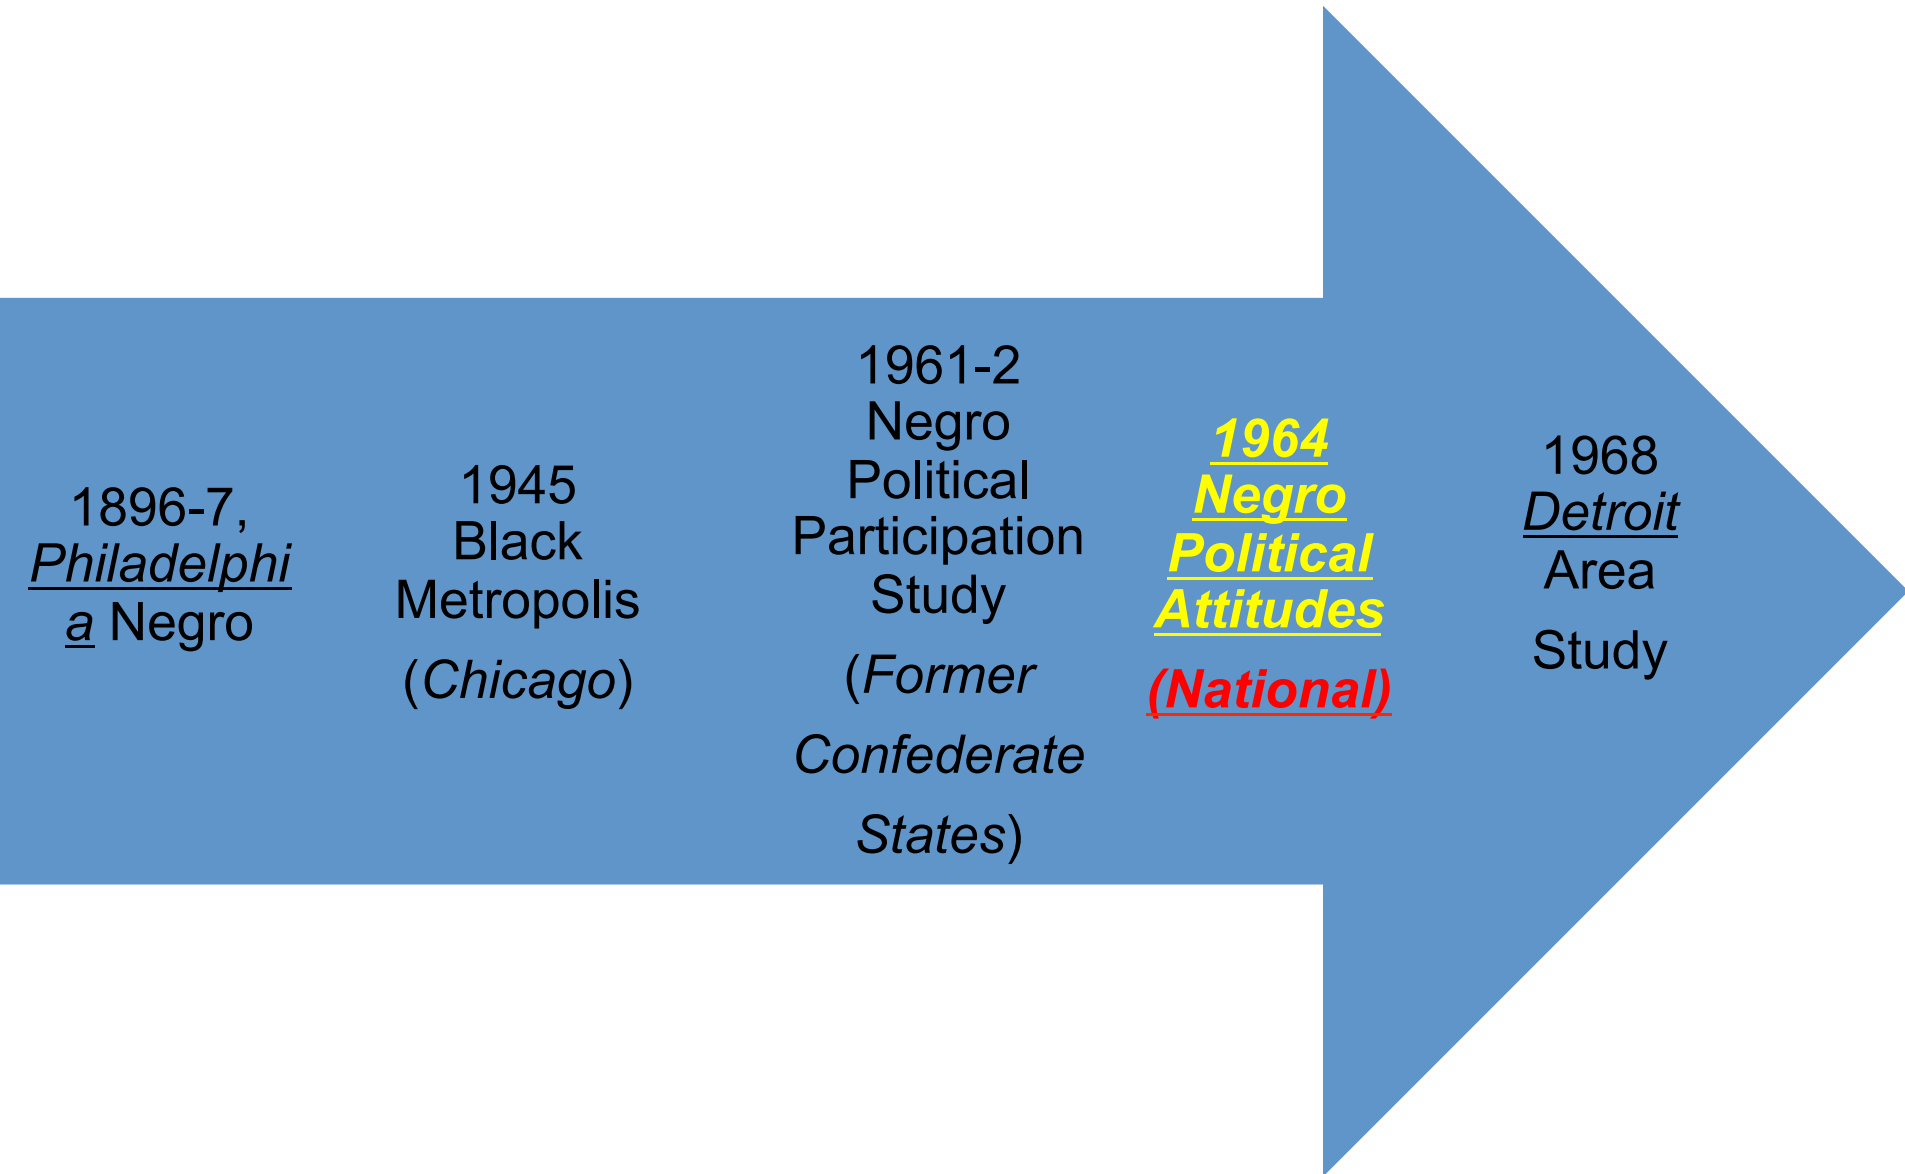 1896-7,
Philadelphi
a Negro
1945
Black
Metropolis
(Chicago)
1961-2
Negro
Political
Participation
Study
(Former
Confederate
States)
1964
Negro
Political
Attitudes
(National)
1968
Detroit
Area
Study